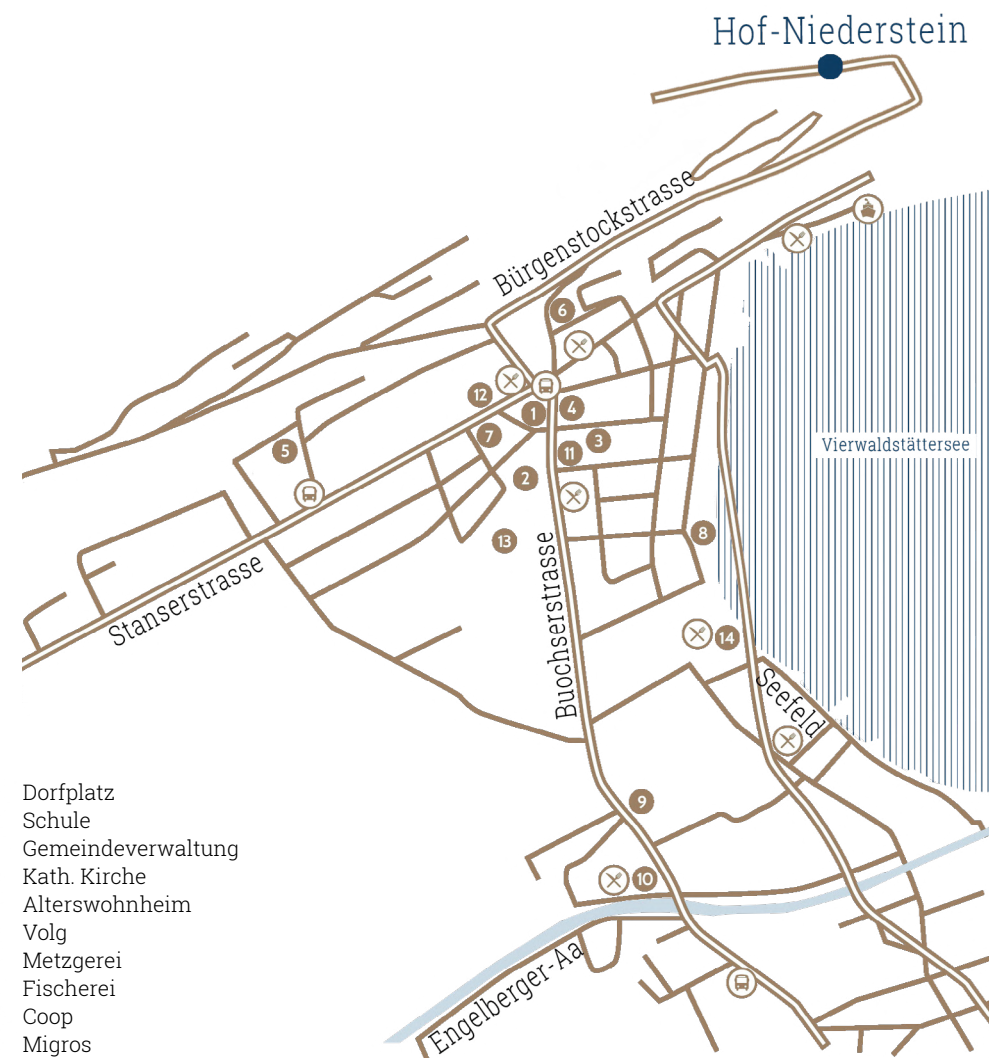 Hof-Niederstein
Bürgenstockstrasse
6
12
1
4
7
3
5
11
2
Vierwaldstättersee
13
8
Stanserstrasse
Buochserstrasse
14
Seefeld
9
10
Engelberger-Aa
Dorfplatz
Schule
Gemeindeverwaltung
Kath. Kirche
Alterswohnheim
Volg
Metzgerei
Fischerei
Coop
Migros